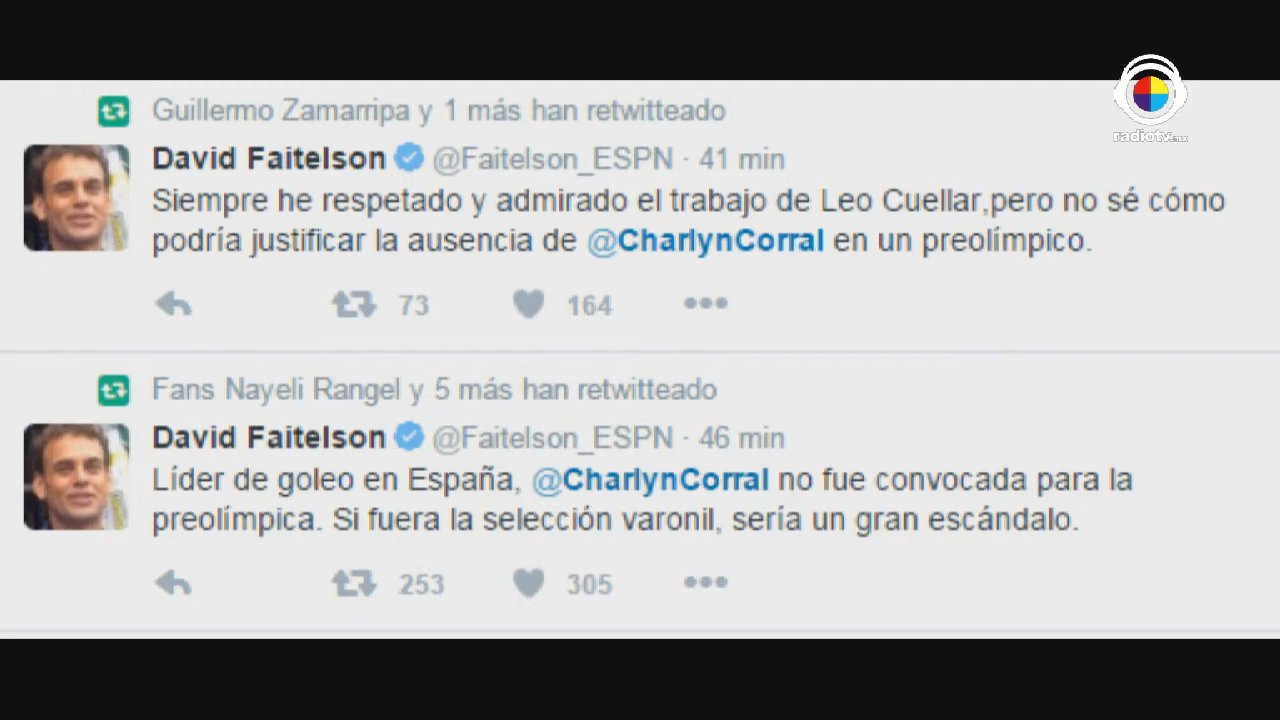 radiotv.mx
Guillermo Zamarripa y 1 más han retwitteado
David Faitelson @Faitelson_ESPN · 41 min
Siempre he respetado y admirado el trabajo de Leo Cuellar,pero no sé cómo
podría justificar la ausencia de @CharlynCorral en un preolímpico.
73 164
Fans Nayeli Rangel y 5 más han retwitteado
David Faitelson @Faitelson_ESPN · 46 min
Líder de goleo en España, @CharlynCorral no fue convocada para la
preolímpica. Si fuera la selección varonil, sería un gran escándalo.
253 305